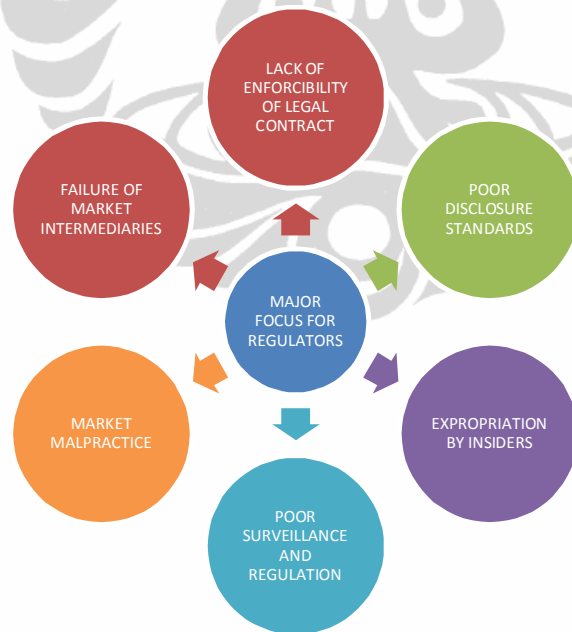 LACK OF
ENFORCIBILITY
OF LEGAL
CONTRACT
FAILURE OF
MARKET
INTERMEDIARIES
POOR
DISCLOSURE
STANDARDS
MAJOR
FOCUS FOR
REGULATORS
MARKET
MALPRACTICE
EXPROPRIATION
BY INSIDERS
POOR
SURVEILLANCE
AND
REGULATION